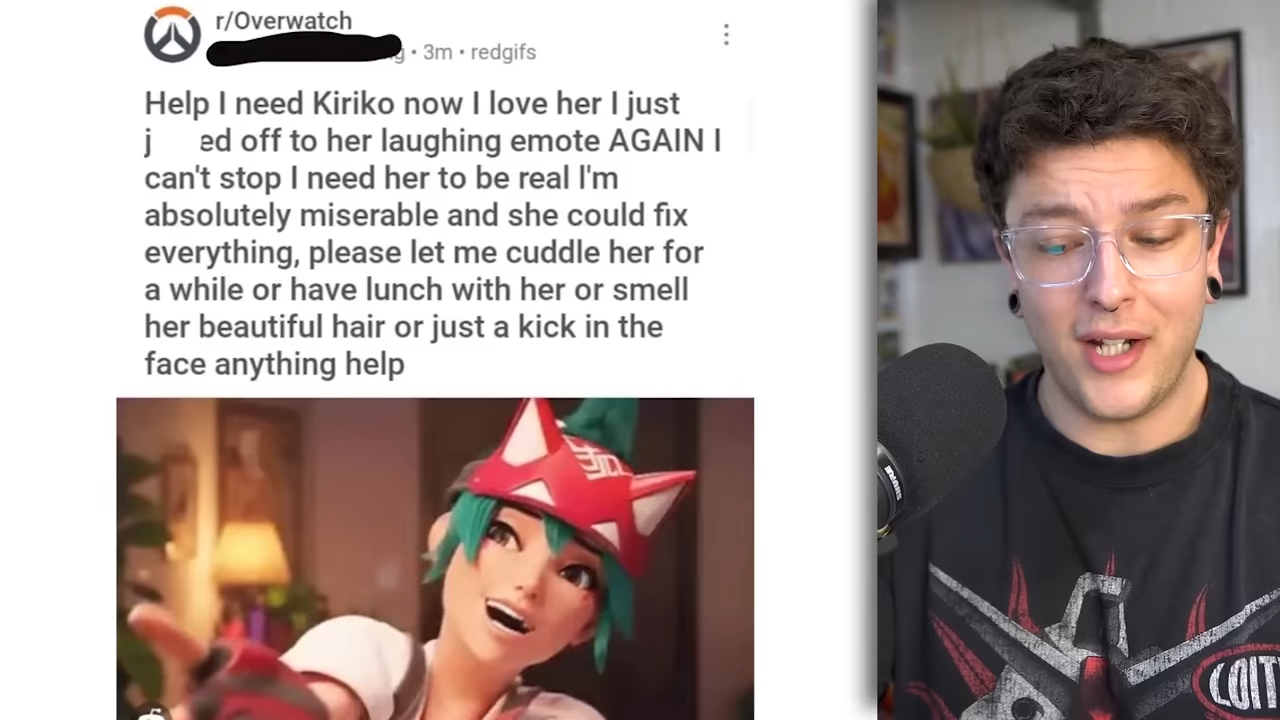 r/Overwatch
g • 3m • redgifs
Help I need Kiriko now I love her I just
j ed off to her laughing emote AGAIN I
can't stop I need her to be real I'm
absolutely miserable and she could fix
everything, please let me cuddle her for
a while or have lunch with her or smell
her beautiful hair or just a kick in the
face anything help
SHURE